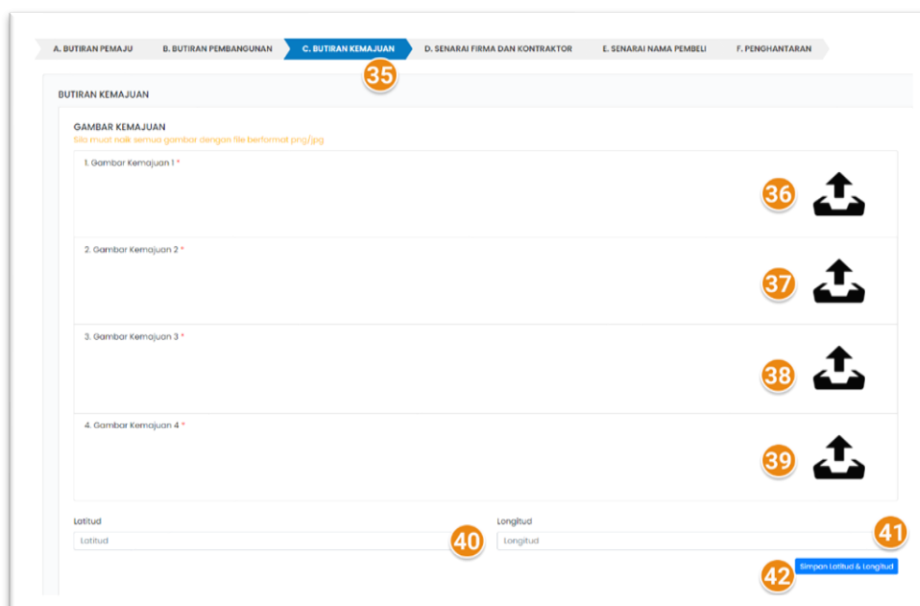 A. BUTIRAN PEMAJU B. BUTIRAN PEMBANGUNAN C. BUTIRAN KEMAJUAN D. SENARAI FIRMA DAN KONTRAKTOR E. SENARAI NAMA PEMBELI F. PENGHANTARAN
35
BUTIRAN KEMAJUAN
GAMBAR KEMAJUAN
Sila muat naik semua gambar dengan file berformat png/jpg
1. Gambar Kemajuan 1 *
36
2. Gambar Kemajuan 2 *
37
3. Gambar Kemajuan 3 *
38
4. Gambar Kemajuan 4 *
39
Latitud Longitud
Latitud 40 Longitud 41
42 Simpan Latitud & Longitud